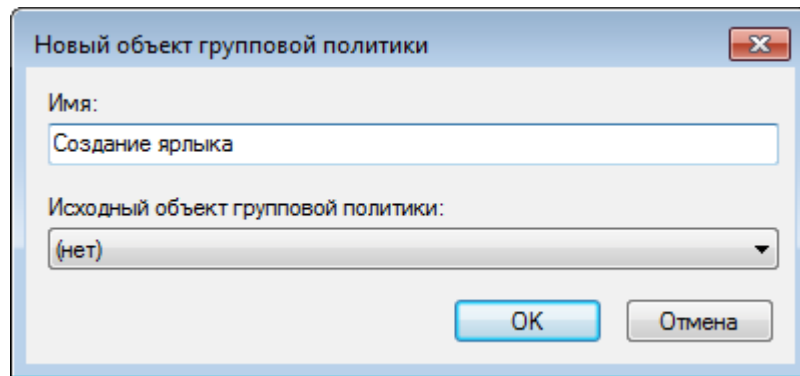 Новый объект групповой политики
Имя:
Создание ярлыка
Исходный объект групповой политики:
(нет)
OK
Отмена